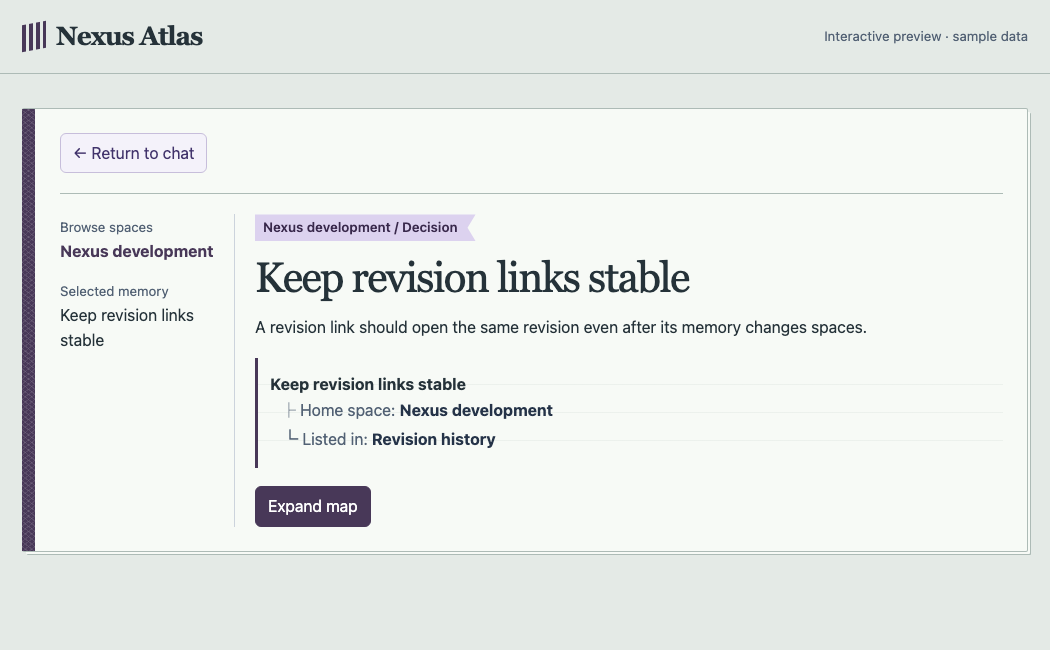 Nexus Atlas
Interactive preview · sample data
← Return to chat
Browse spaces
Nexus development
Selected memory
Keep revision links
stable
Nexus development / Decision
Keep revision links stable
A revision link should open the same revision even after its memory changes spaces.
Keep revision links stable
├ Home space: Nexus development
└ Listed in: Revision history
Expand map